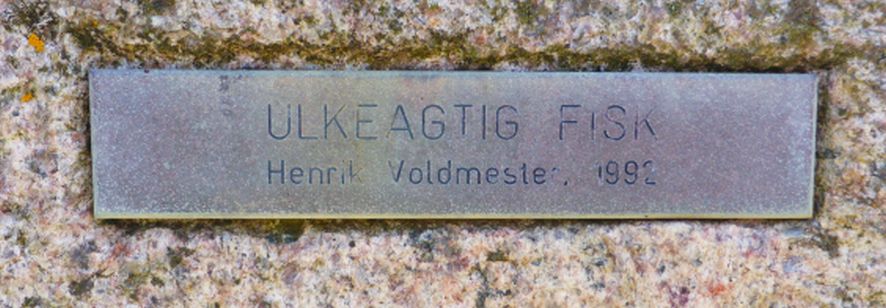 ULKEAGTIG FISK
Henrik Voldmester, 1992